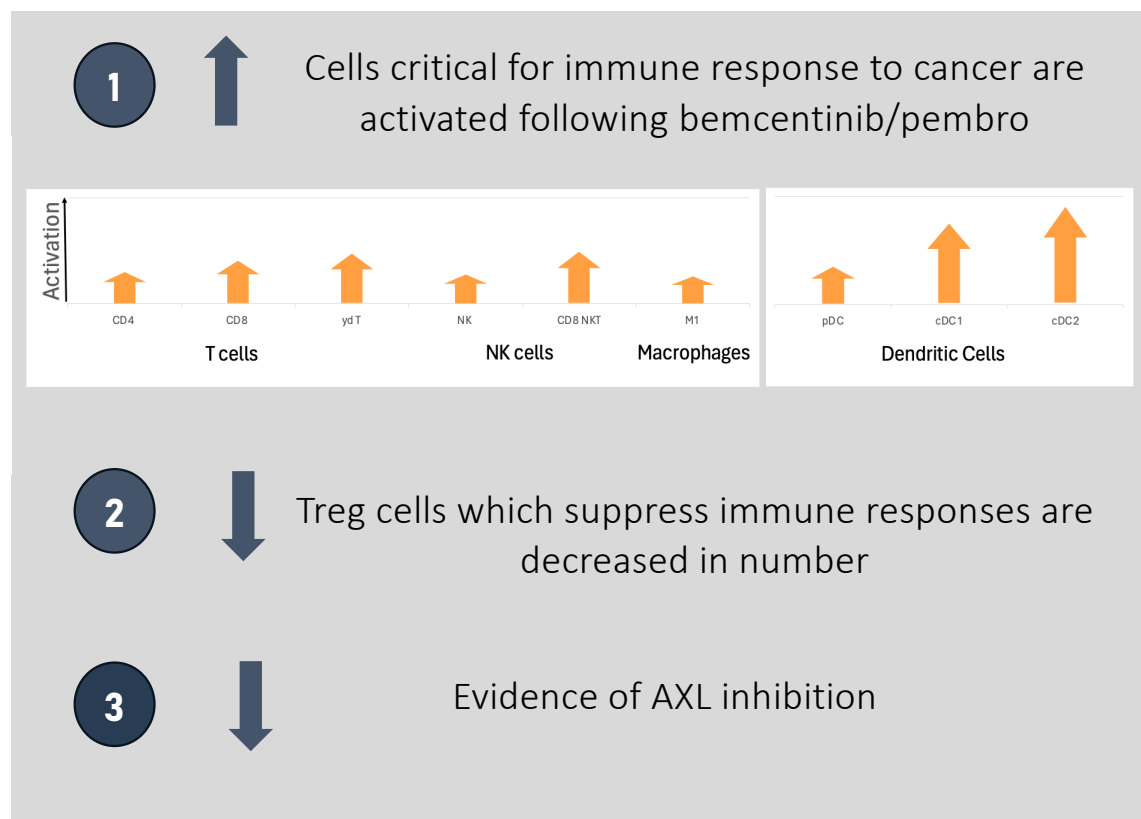 1
Cells critical for immune response to cancer are
activated following bemcentinib/pembro
Activation
CD4
CD8
yd T
NK
CD8 NKT
M1
pDC
cDC1
cDC2
T cells
NK cells
Macrophages
Dendritic Cells
2
Treg cells which suppress immune responses are
decreased in number
3
Evidence of AXL inhibition